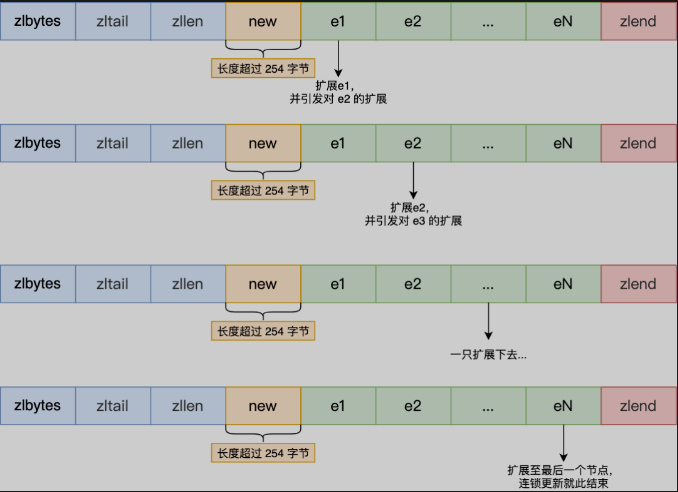 zlbytes zltail zllen new e1 e2 ... eN zlend
长度超过 254 字节
扩展e1，
并引发对 e2 的扩展
zlbytes zltail zllen new e1 e2 ... eN zlend
长度超过 254 字节
扩展e2，
并引发对 e3 的扩展
zlbytes zltail zllen new e1 e2 ... eN zlend
长度超过 254 字节
一只扩展下去...
zlbytes zltail zllen new e1 e2 ... eN zlend
长度超过 254 字节
扩展至最后一个节点，
连锁更新就此结束